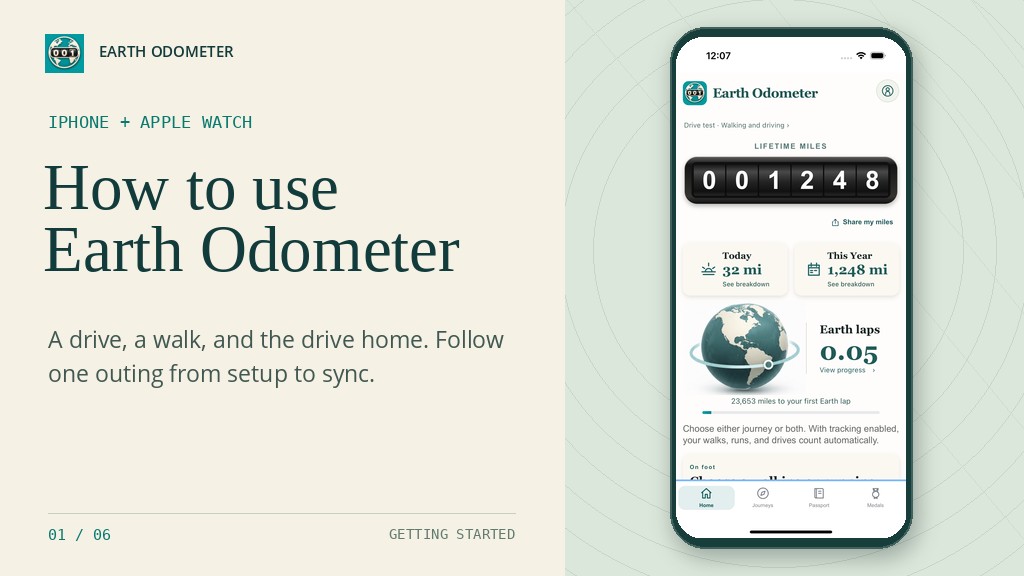 EARTH ODOMETER
IPHONE + APPLE WATCH
How to use
Earth Odometer
A drive, a walk, and the drive home. Follow
one outing from setup to sync.
01 / 06
GETTING STARTED
12:07
Earth Odometer
Drive test · Walking and driving ›
LIFETIME MILES
0 0 1 2 4 8
Share my miles
Today
32 mi
See breakdown
This Year
1,248 mi
See breakdown
Earth laps
0.05
View progress ›
23,653 miles to your first Earth lap
Choose either journey or both. With tracking enabled,
your walks, runs, and drives count automatically.
On foot
Home
Journeys
Passport
Medals